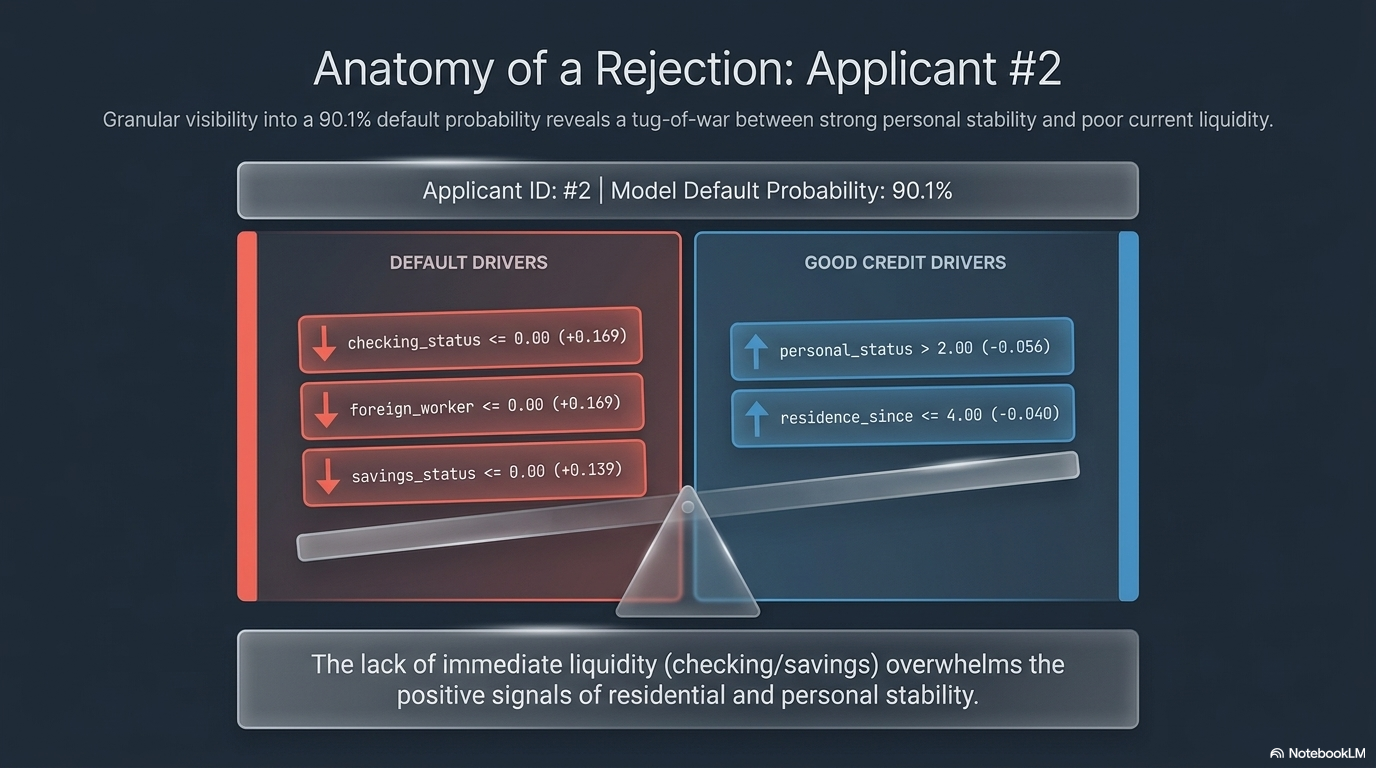 Anatomy of a Rejection: Applicant #2
Granular visibility into a 90.1% default probability reveals a tug-of-war between strong personal stability and poor current liquidity.
Applicant ID: #2 | Model Default Probability: 90.1%
DEFAULT DRIVERS
checking_status <= 0.00 (+0.169)
foreign_worker <= 0.00 (+0.169)
savings_status <= 0.00 (+0.139)
GOOD CREDIT DRIVERS
personal_status > 2.00 (-0.056)
residence_since <= 4.00 (-0.040)
The lack of immediate liquidity (checking/savings) overwhelms the
positive signals of residential and personal stability.
NotebookLM